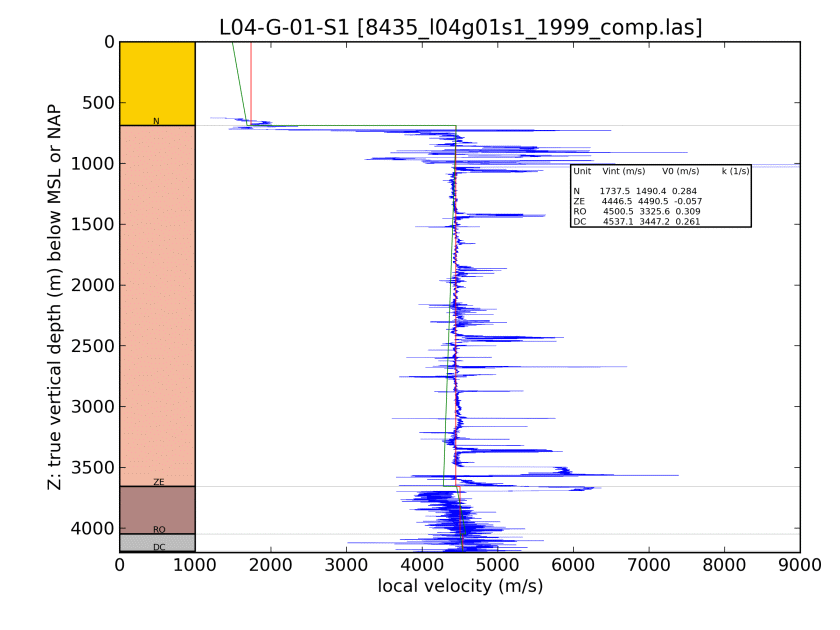 L04-G-01-S1 [8435_l04g01s1_1999_comp.las]
Z: true vertical depth (m) below MSL or NAP
0
500
1000
1500
2000
2500
3000
3500
4000
N
ZE
RO
DC
Unit Vint (m/s) V0 (m/s) k (1/s)
N 1737.5 1490.4 0.284
ZE 4446.5 4490.5 -0.057
RO 4500.5 3325.6 0.309
DC 4537.1 3447.2 0.261
0 1000 2000 3000 4000 5000 6000 7000 8000 9000
local velocity (m/s)